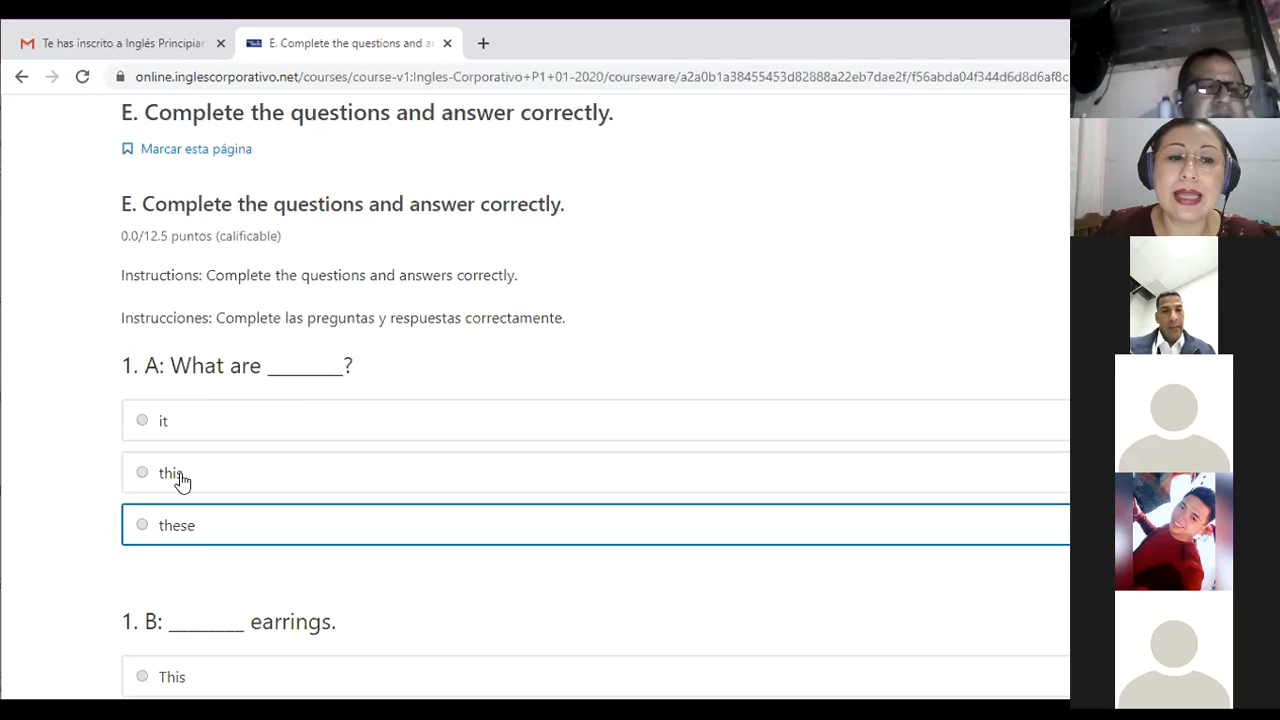 Te has inscrito a Inglés Principian
E. Complete the questions and a
online.inglescorporativo.net/courses/course-v1:Ingles-Corporativo+P1+01-2020/courseware/a2a0b1a38455453d82888a22eb7dae2f/f56abda04f344d6d8d6af8c
E. Complete the questions and answer correctly.
Marcar esta página
E. Complete the questions and answer correctly.
0.0/12.5 puntos (calificable)
Instructions: Complete the questions and answers correctly.
Instrucciones: Complete las preguntas y respuestas correctamente.
1. A: What are _______?
it
this
these
1. B: _______ earrings.
This